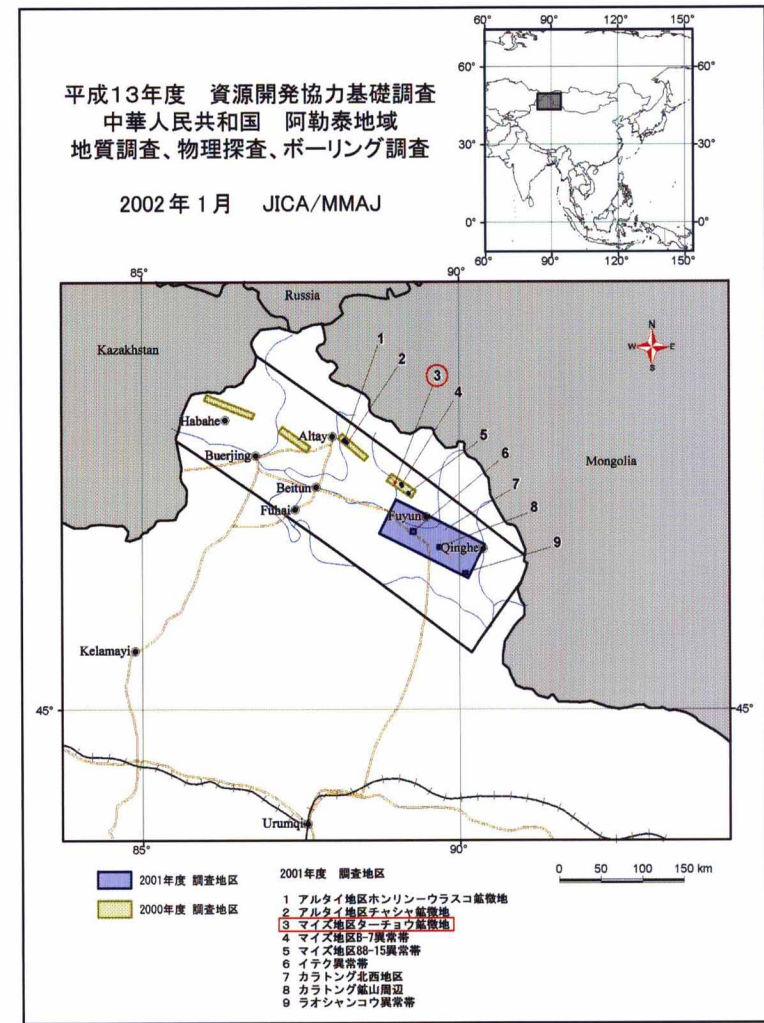 平成13年度 資源開発協力基礎調査
中華人民共和国 阿勒泰地域
地質調査、物理探査、ボーリング調査
2002年1月 JICA/MMAJ
60° 90° 120° 150°
60° 60°
30° 30°
0° 0°
60° 90° 120° 150°
85° 90°
Russia
Kazakhstan
1
2
3
4
N
W E
S
Habahe
Altay
5
Buerjing
6
Mongolia
Beitun
7
Fuhai
Fuyun
8
Qinghe
9
Kelamayi
45° 45°
Urumqi
85° 90°
2001年度 調査地区
2000年度 調査地区
2001年度 調査地区
0 50 100 150 km
1 アルタイ地区ホンリンーウラスコ鉱徴地
2 アルタイ地区チャシャ鉱徴地
3 マイズ地区ターチョウ鉱徴地
4 マイズ地区B-7異常帯
5 マイズ地区88-15異常帯
6 イテク異常帯
7 カラトング北西地区
8 カラトング鉱山周辺
9 ラオシャンコウ異常帯